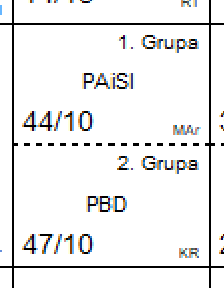 1. Grupa
PAiSI
44/10 MAr
2. Grupa
PBD
47/10 KR